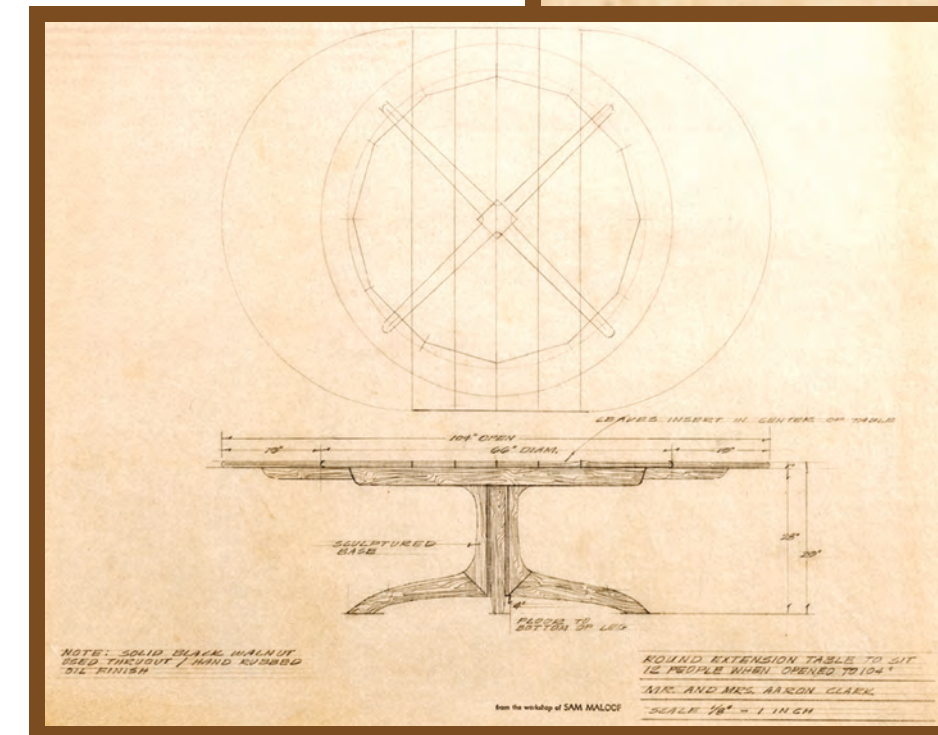 LEAVES INSERT IN CENTER OF TABLE
104" OPEN
19" 66" DIAM. 19"
SCULPTURED
BASE
28"
29"
4"
FLOOR TO
BOTTOM OF LEG
NOTE: SOLID BLACK WALNUT
USED THRUOUT / HAND RUBBED
OIL FINISH
from the workshop of SAM MALOOF
ROUND EXTENSION TABLE TO SIT
12 PEOPLE WHEN OPENED TO 104"
MR. AND MRS. AARON CLARK
SCALE 1/8" = 1 INCH